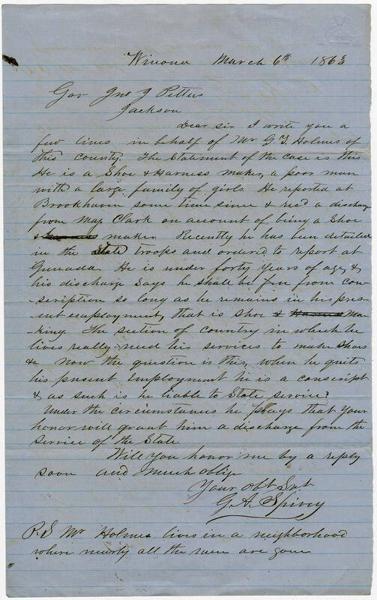 Winona March 6th 1863
Gov Jno J Pettus
Jackson
Dear sir I write you a
few lines in behalf of Mr G T Holmes of
this county. The Statement of the case is this
He is a Shoe & Harness maker, a poor man
with a large family of girls He reported at
Brookhaven some time since & had a discharge
from Maj Clark on account of being a Shoe
& Harness maker. Recently he has been detailed
in the State troops and ordered to report at
Grenada. He is under forty years of age, &
his discharge says he shall be free from con-
scription so long as he remains in his pres-
ent employment, that is Shoe & Harness Ma
king. The section of country in which he
lives really need his services to make Shoes
& Now the question is this, when he quits
his present Employment he is a conscript
& as such is he liable to State service?
Under the circumstances he prays that Your
honor will grant him a discharge from the
service of the State
Will you honor me by a reply
soon and much oblige
Your obt Svt
G. A. Spivey
P.S Mr Holmes lives in a neighborhood
where nearly all the men are gone